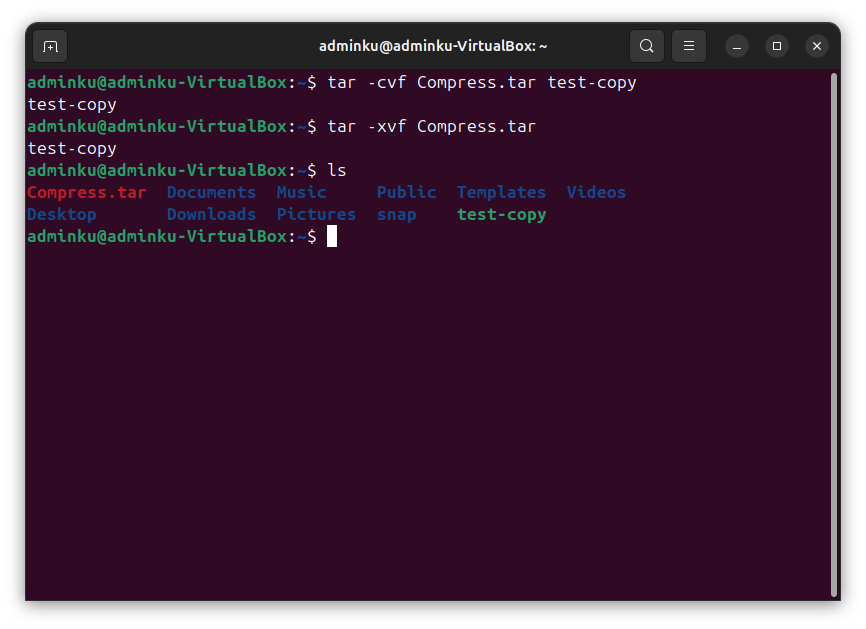 adminku@adminku-VirtualBox: ~
adminku@adminku-VirtualBox:~$ tar -cvf Compress.tar test-copy
test-copy
adminku@adminku-VirtualBox:~$ tar -xvf Compress.tar
test-copy
adminku@adminku-VirtualBox:~$ ls
Compress.tar  Documents  Music     Public  Templates  Videos
Desktop       Downloads  Pictures  snap    test-copy
adminku@adminku-VirtualBox:~$